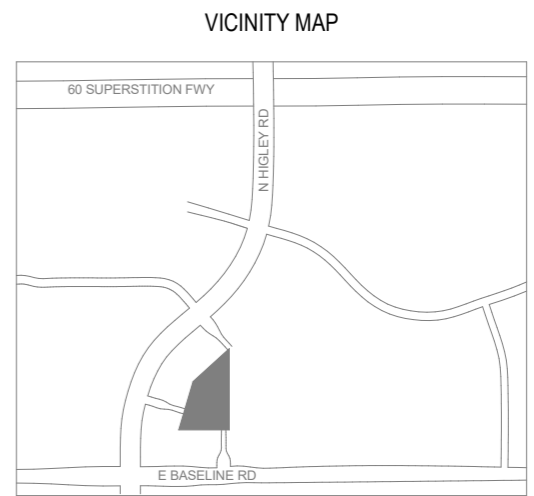 VICINITY MAP
60 SUPERSTITION FWY
N HIGLEY RD
E BASELINE RD